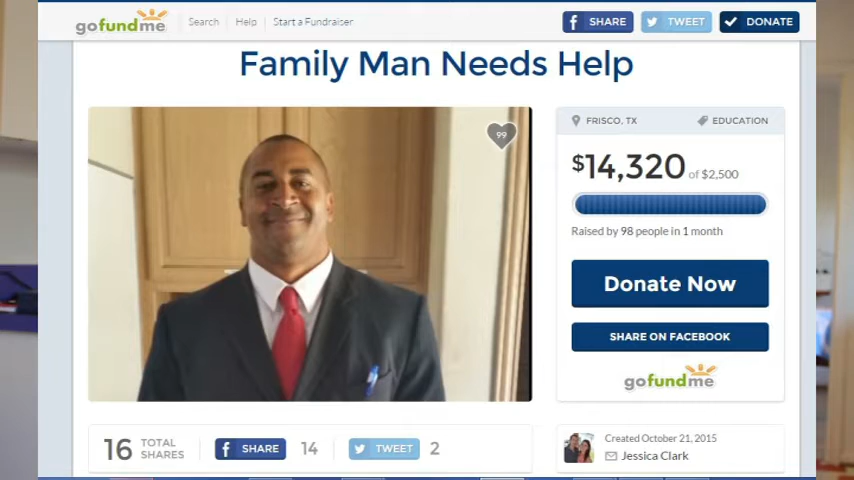 gofundme Search Help Start a Fundraiser SHARE TWEET DONATE
Family Man Needs Help
99
FRISCO, TX EDUCATION
$14,320 of $2,500
Raised by 98 people in 1 month
Donate Now
SHARE ON FACEBOOK
gofundme
16 TOTAL SHARES SHARE 14 TWEET 2
Created October 21, 2015
Jessica Clark